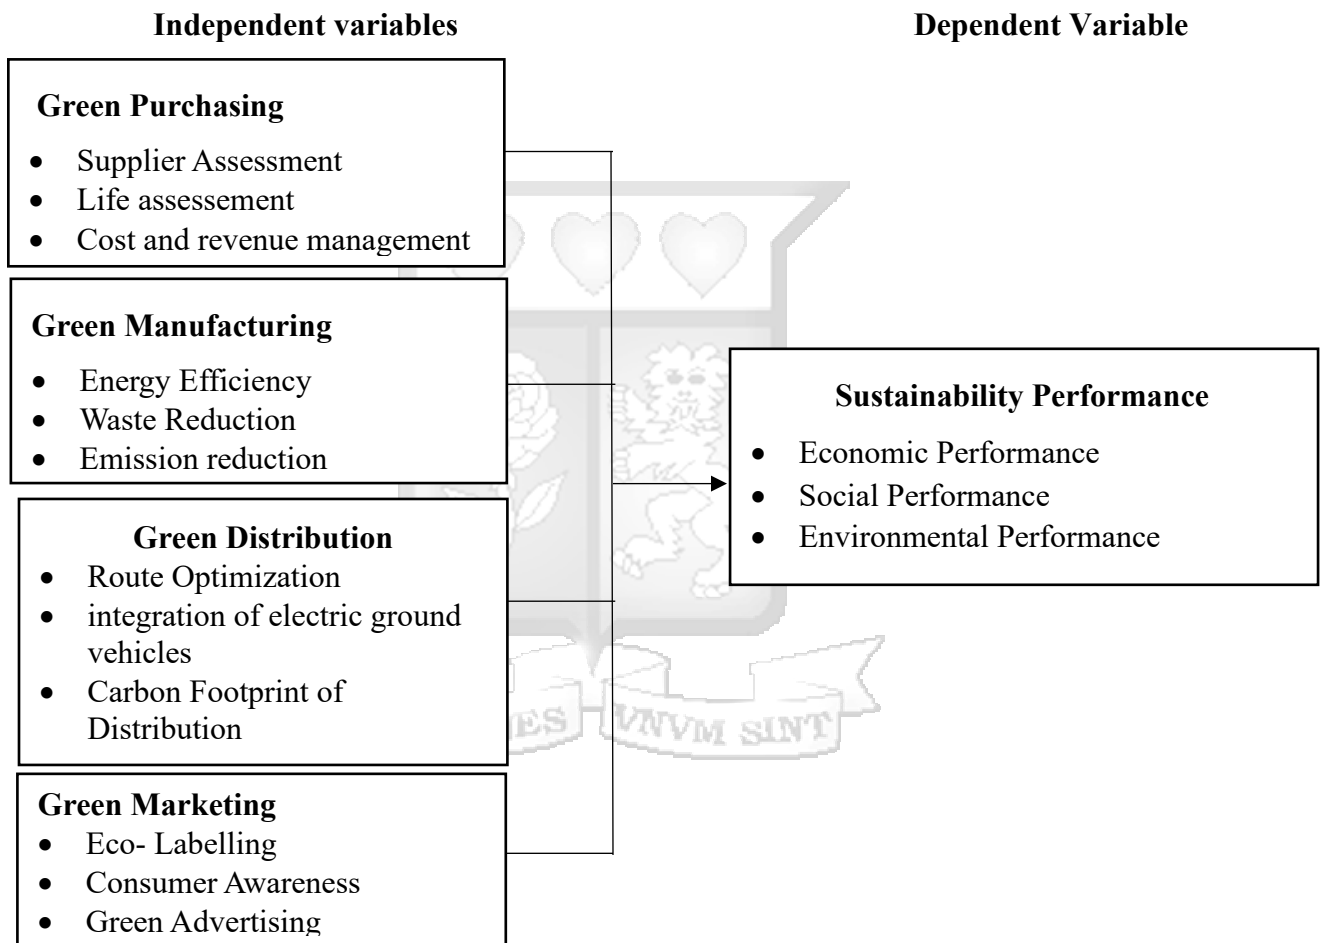 Independent variables
Dependent Variable
Green Purchasing
• Supplier Assessment
• Life assessement
• Cost and revenue management
Green Manufacturing
• Energy Efficiency
• Waste Reduction
• Emission reduction
Green Distribution
• Route Optimization
• integration of electric ground
vehicles
• Carbon Footprint of
Distribution
Green Marketing
• Eco- Labelling
• Consumer Awareness
• Green Advertising
Sustainability Performance
• Economic Performance
• Social Performance
• Environmental Performance
VNVM SINT